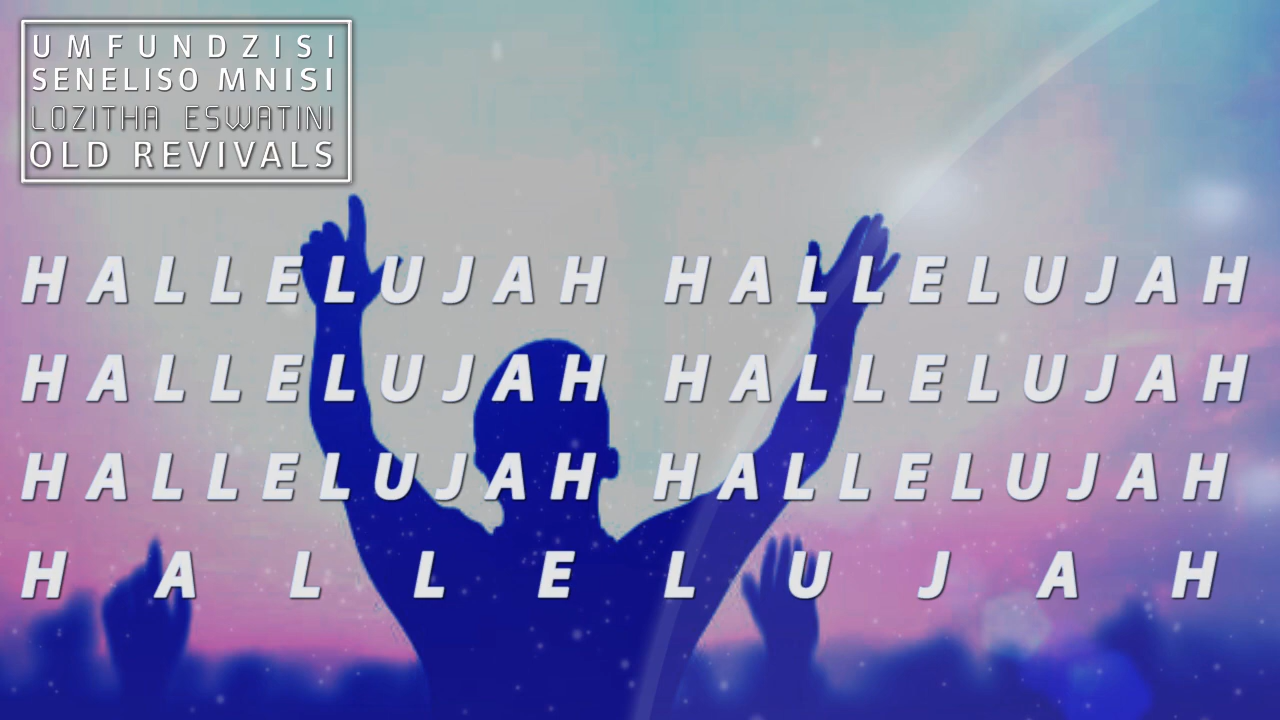 UMFUNDZISI
SENELISO MNISI
LOZITHA ESWATINI
OLD REVIVALS
HALLELUJAH HALLELUJAH
HALLELUJAH HALLELUJAH
HALLELUJAH HALLELUJAH
HALLELUJAH